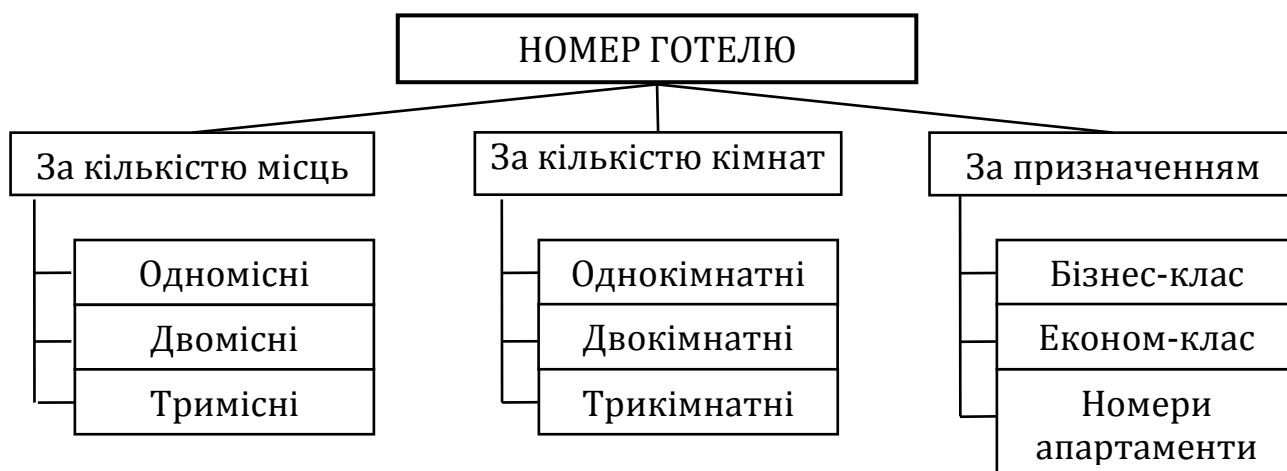 НОМЕР ГОТЕЛЮ
За кількістю місць
Одномісні
Двомісні
Тримісні
За кількістю кімнат
Однокімнатні
Двокімнатні
Трикімнатні
За призначенням
Бізнес-клас
Економ-клас
Номери
апартаменти